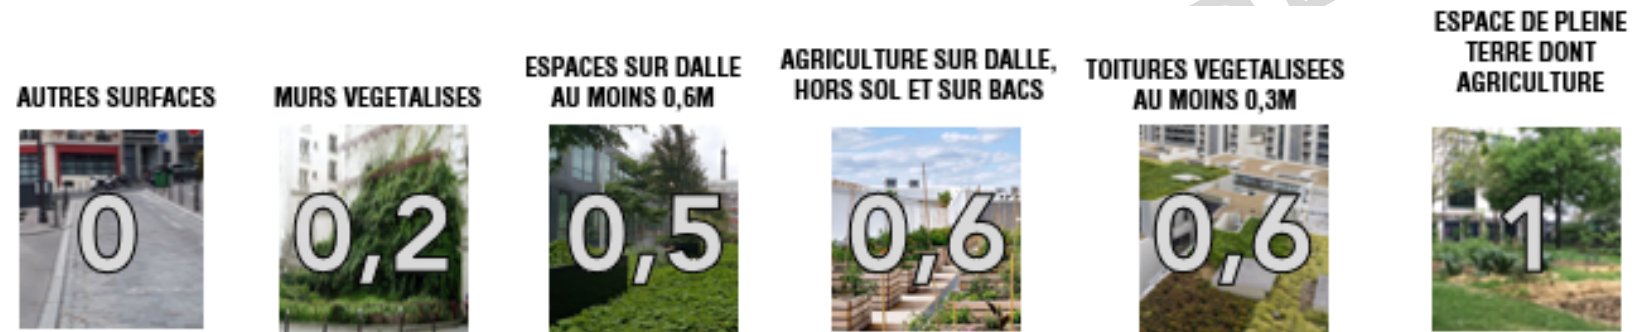 AUTRES SURFACES
0
MURS VEGETALISES
0,2
ESPACES SUR DALLE
AU MOINS 0,6M
0,5
AGRICULTURE SUR DALLE,
HORS SOL ET SUR BACS
0,6
TOITURES VEGETALISEES
AU MOINS 0,3M
0,6
ESPACE DE PLEINE
TERRE DONT
AGRICULTURE
1